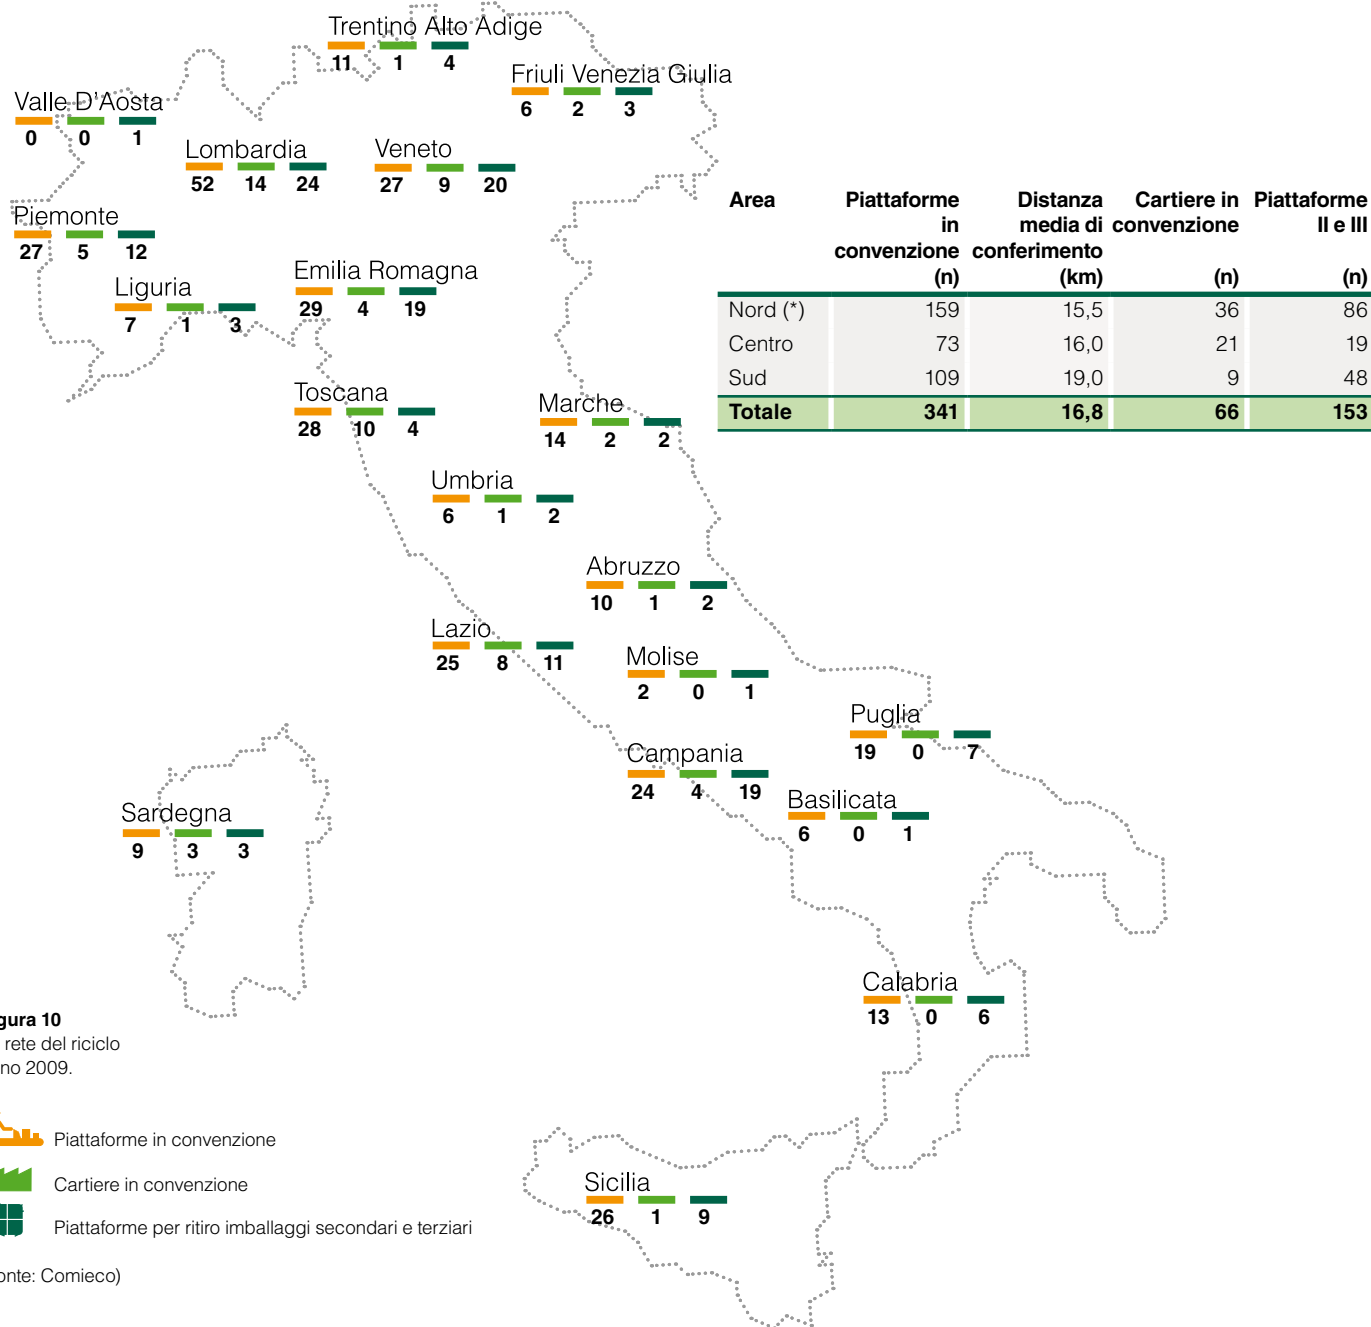 Trentino Alto Adige
11 1 4
Friuli Venezia Giulia
6 2 3
Valle D'Aosta
0 0 1
Lombardia
52 14 24
Veneto
27 9 20
Piemonte
27 5 12
Liguria
7 1 3
Emilia Romagna
29 4 19
Toscana
28 10 4
Marche
14 2 2
Umbria
6 1 2
Abruzzo
10 1 2
Lazio
25 8 11
Molise
2 0 1
Puglia
19 0 7
Campania
24 4 19
Basilicata
6 0 1
Sardegna
9 3 3
Calabria
13 0 6
Sicilia
26 1 9
Area Piattaforme Distanza Cartiere in Piattaforme
in media di convenzione II e III
convenzione conferimento
(n) (km) (n) (n)
Nord (*) 159 15,5 36 86
Centro 73 16,0 21 19
Sud 109 19,0 9 48
Totale 341 16,8 66 153
gura 10
rete del riciclo
no 2009.
Piattaforme in convenzione
Cartiere in convenzione
Piattaforme per ritiro imballaggi secondari e terziari
onte: Comieco)